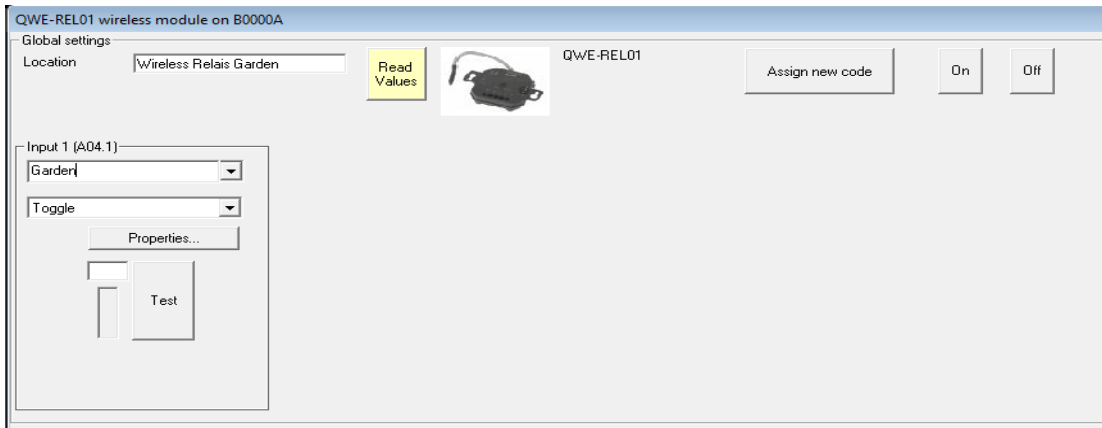 QWE-REL01 wireless module on B0000A
Global settings
Location
Wireless Relais Garden
Read
Values
QWE-REL01
Assign new code
On
Off
Input 1 (A04.1)
Garden
Toggle
Properties...
Test